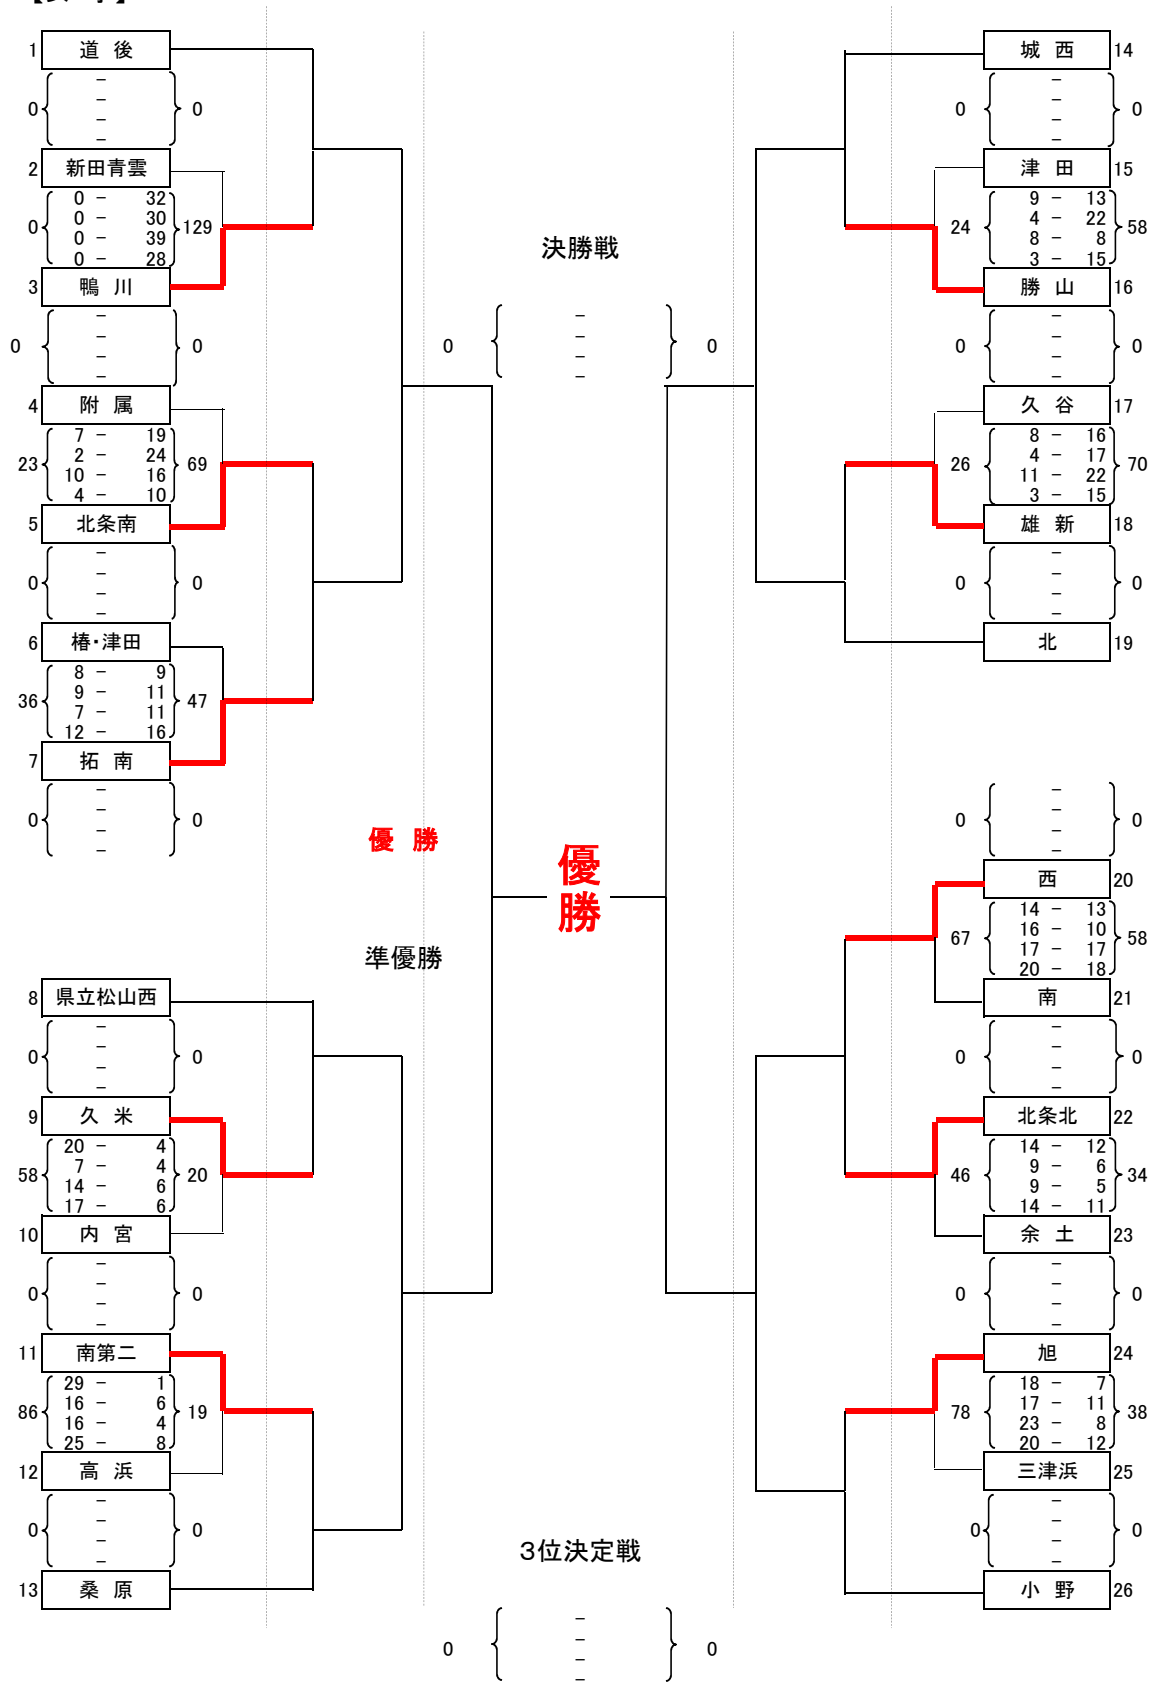 1 道 後
－
0 － 0
－
－
2 新田青雲
0 － 32
0 － 30
0 129
0 － 39
0 － 28
3 鴨 川
－
0 － 0
－
－
4 附 属
7 － 19
2 － 24
23 69
10 － 16
4 － 10
5 北条南
－
0 － 0
－
－
6 椿・津田
8 － 9
9 － 11
36 47
7 － 11
12 － 16
7 拓 南
－
0 － 0
－
－
8 県立松山西
－
0 － 0
－
－
9 久 米
20 － 4
7 － 4
58 20
14 － 6
17 － 6
10 内 宮
－
0 － 0
－
－
11 南第二
29 － 1
16 － 6
86 19
16 － 4
25 － 8
12 高 浜
－
0 － 0
－
－
13 桑 原
決勝戦
－
0 － 0
－
－
優 勝
優
勝
準優勝
3位決定戦
－
0 － 0
－
－
城 西 14
－
0 － 0
－
－
津 田 15
9 － 13
4 － 22
24 58
8 － 8
3 － 15
勝 山 16
－
0 － 0
－
－
久 谷 17
8 － 16
4 － 17
26 70
11 － 22
3 － 15
雄 新 18
－
0 － 0
－
－
北 19
－
0 － 0
－
－
西 20
14 － 13
16 － 10
67 58
17 － 17
20 － 18
南 21
－
0 － 0
－
－
北条北 22
14 － 12
9 － 6
46 34
9 － 5
14 － 11
余 土 23
－
0 － 0
－
－
旭 24
18 － 7
17 － 11
78 38
23 － 8
20 － 12
三津浜 25
－
0 － 0
－
－
小 野 26